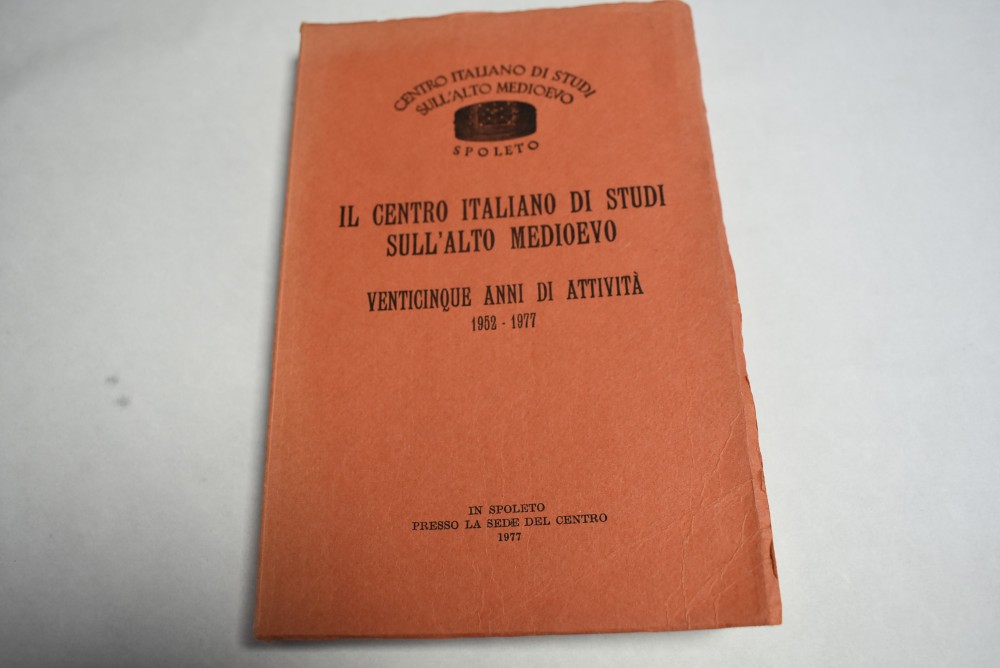 CENTRO ITALIANO DI STUDI
SULL'ALTO MEDIOEVO
SPOLETO
IL CENTRO ITALIANO DI STUDI
SULL'ALTO MEDIOEVO
VENTICINQUE ANNI DI ATTIVITÀ
1952 - 1977
IN SPOLETO
PRESSO LA SEDE DEL CENTRO
1977